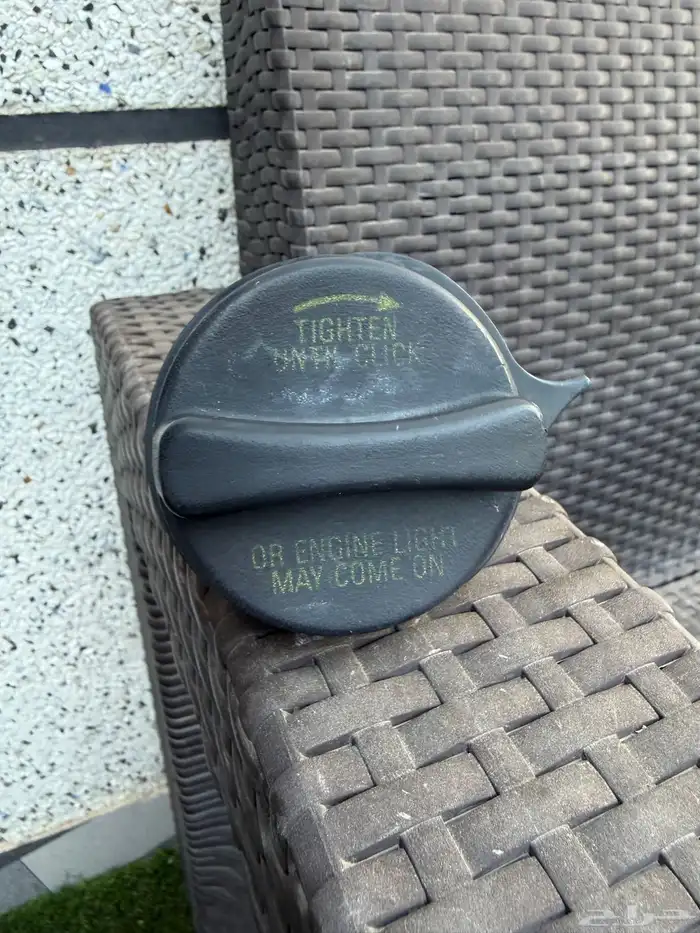 TIGHTEN
UNTIL CLICK
OR ENGINE LIGHT
MAY COME ON
حراج